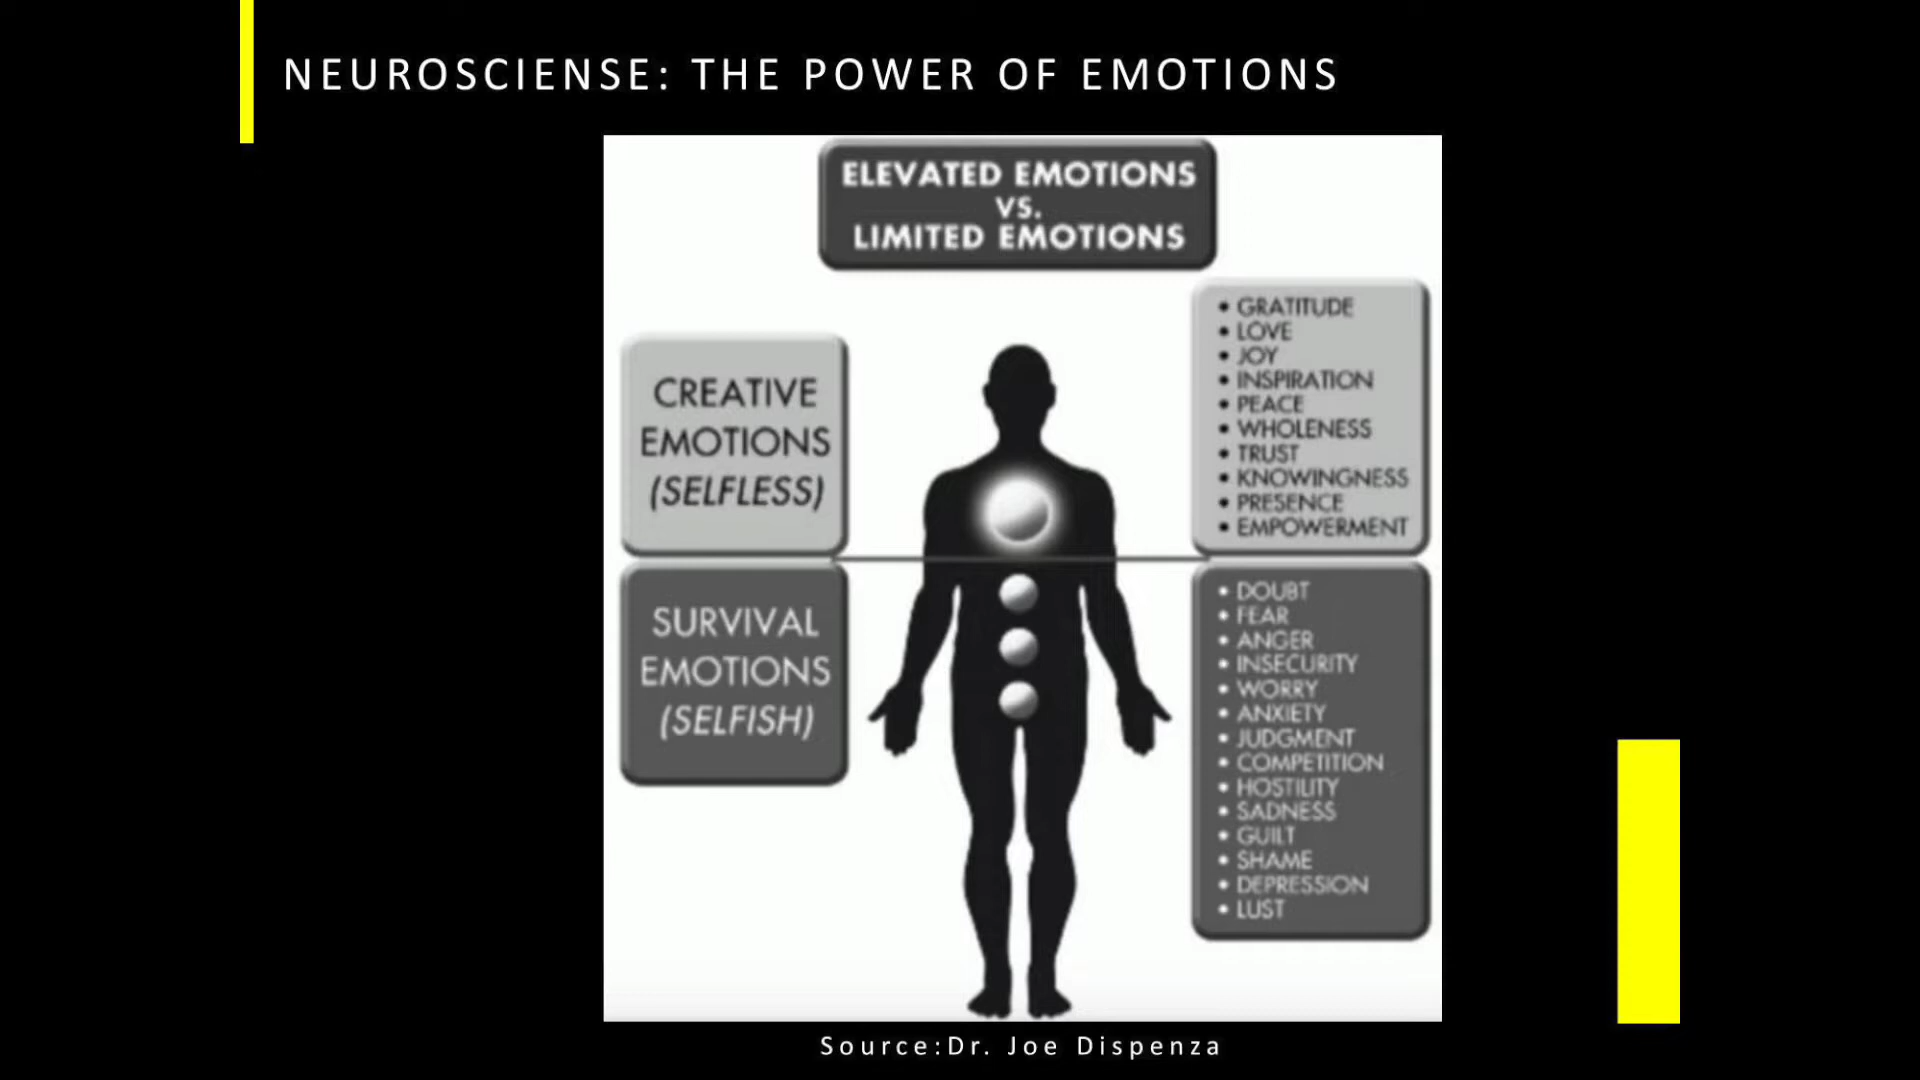 NEUROSCIENSE: THE POWER OF EMOTIONS
ELEVATED EMOTIONS
VS.
LIMITED EMOTIONS
CREATIVE
EMOTIONS
(SELFLESS)
• GRATITUDE
• LOVE
• JOY
• INSPIRATION
• PEACE
• WHOLENESS
• TRUST
• KNOWINGNESS
• PRESENCE
• EMPOWERMENT
SURVIVAL
EMOTIONS
(SELFISH)
• DOUBT
• FEAR
• ANGER
• INSECURITY
• WORRY
• ANXIETY
• JUDGMENT
• COMPETITION
• HOSTILITY
• SADNESS
• GUILT
• SHAME
• DEPRESSION
• LUST
Source:Dr. Joe Dispenza